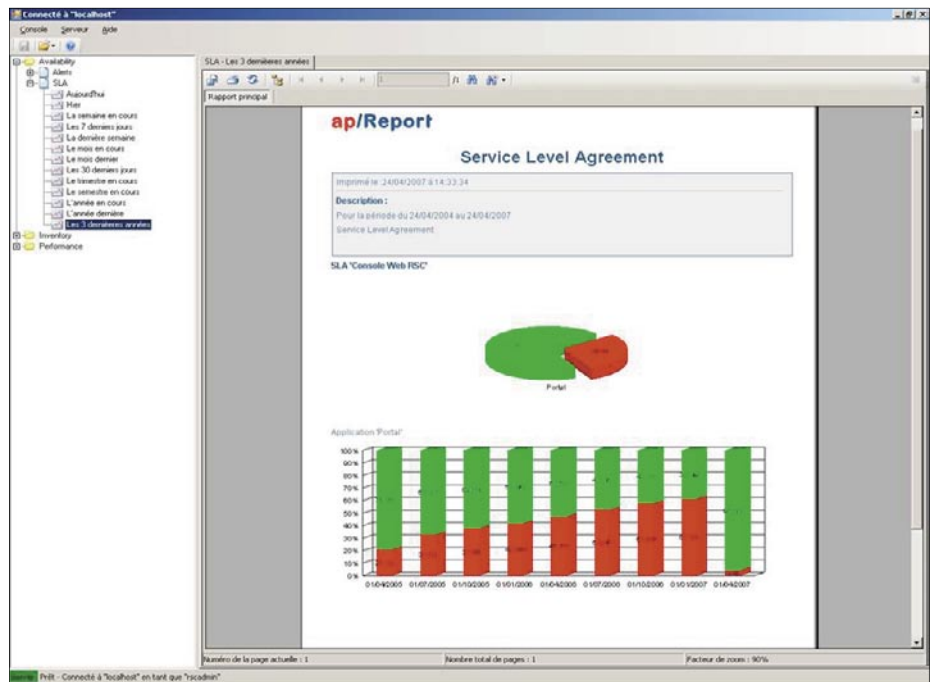 Connecté à "localhost"
Console Serveur Aide
Availability
Alerts
SLA
Aujourd'hui
Hier
La semaine en cours
Les 7 derniers jours
La dernière semaine
Le mois en cours
Le mois dernier
Les 30 derniers jours
Le trimestre en cours
Le semestre en cours
L'année en cours
L'année dernière
Les 3 dernièeres années
Inventory
Performance
SLA - Les 3 dernièeres années
1 /1
Rapport principal
ap/Report
Service Level Agreement
Imprimé le :24/04/2007 à 14:33:34
Description :
Pour la période du 24/04/2004 au 24/04/2007
Service Level Agreement
SLA 'Console Web RSC'
Portal
Application 'Portal'
100%
90%
80%
70%
60%
50%
40%
30%
20%
10%
0%
01/04/2005 01/07/2005 01/10/2005 01/01/2006 01/04/2006 01/07/2006 01/10/2006 01/01/2007 01/04/2007
Numéro de la page actuelle : 1 Nombre total de pages : 1 Facteur de zoom : 90%
Prêt - Connecté à "localhost" en tant que "rscadmin"